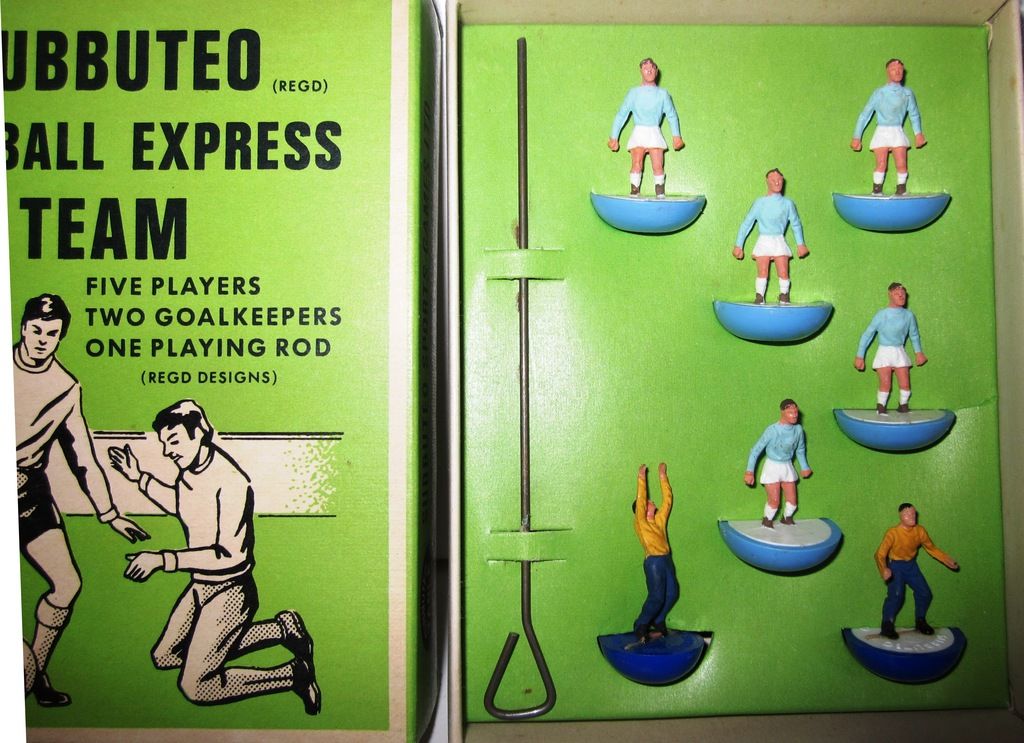 UBBUTEO (REGD)
BALL EXPRESS
TEAM
FIVE PLAYERS
TWO GOALKEEPERS
ONE PLAYING ROD
(REGD DESIGNS)